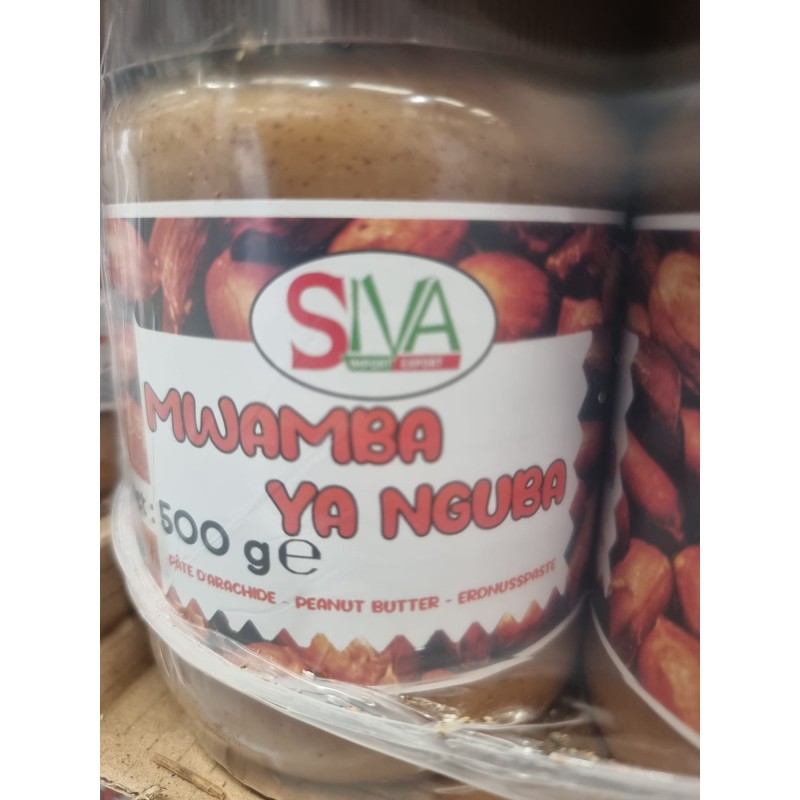 SIVA
IMPORT EXPORT
MWAMBA
YA NGUBA
500 g e
PÂTE D'ARACHIDE - PEANUT BUTTER - ERDNUSSPASTE